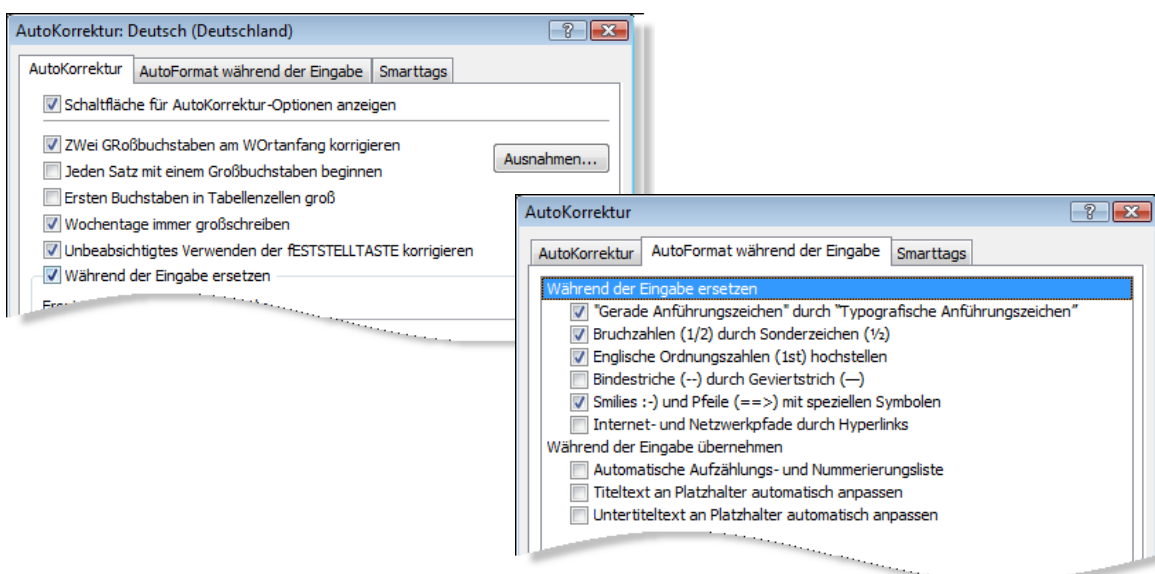 AutoKorrektur: Deutsch (Deutschland)
AutoKorrektur AutoFormat während der Eingabe Smarttags
Schaltfläche für AutoKorrektur-Optionen anzeigen
ZWei GRoßbuchstaben am WOrtanfang korrigieren
Ausnahmen...
Jeden Satz mit einem Großbuchstaben beginnen
Ersten Buchstaben in Tabellenzellen groß
Wochentage immer großschreiben
Unbeabsichtigtes Verwenden der fESTSTELLTASTE korrigieren
Während der Eingabe ersetzen
AutoKorrektur
AutoKorrektur AutoFormat während der Eingabe Smarttags
Während der Eingabe ersetzen
"Gerade Anführungszeichen" durch “Typografische Anführungszeichen”
Bruchzahlen (1/2) durch Sonderzeichen (½)
Englische Ordnungszahlen (1st) hochstellen
Bindestriche (--) durch Geviertstrich (—)
Smilies :-) und Pfeile (==>) mit speziellen Symbolen
Internet- und Netzwerkpfade durch Hyperlinks
Während der Eingabe übernehmen
Automatische Aufzählungs- und Nummerierungsliste
Titeltext an Platzhalter automatisch anpassen
Untertiteltext an Platzhalter automatisch anpassen